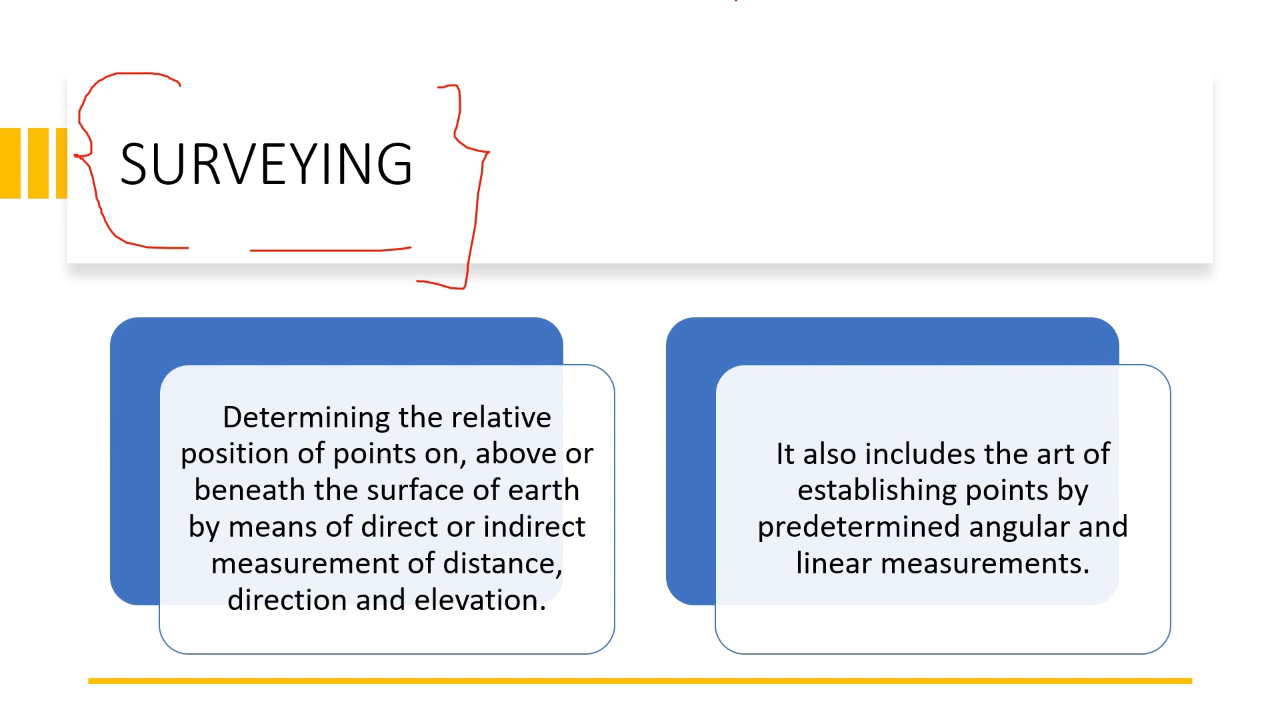 SURVEYING
Determining the relative
position of points on, above or
beneath the surface of earth
by means of direct or indirect
measurement of distance,
direction and elevation.
It also includes the art of
establishing points by
predetermined angular and
linear measurements.